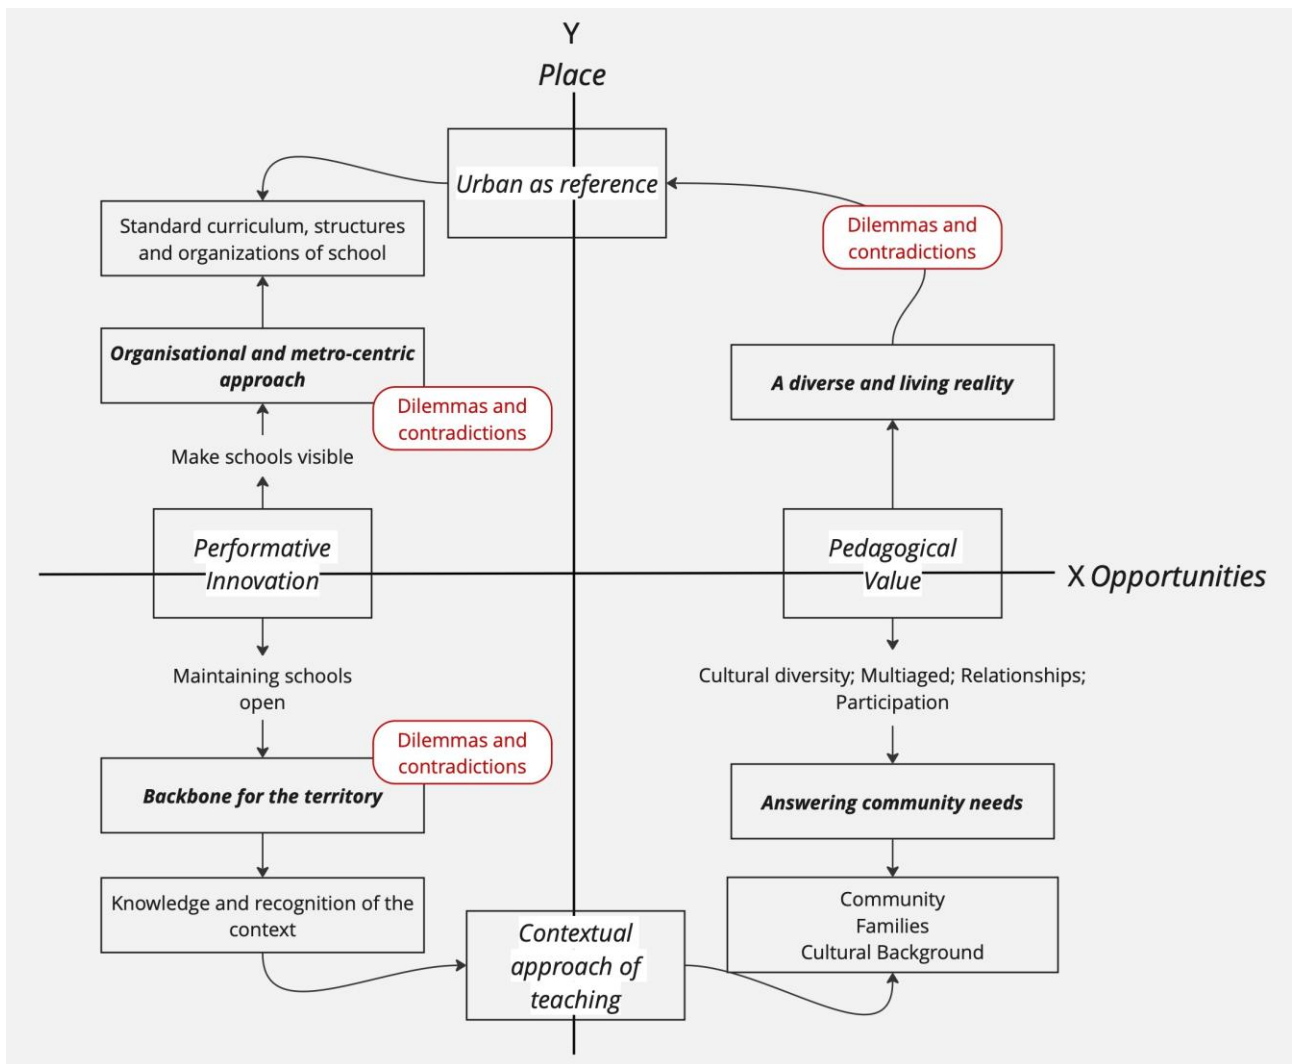 Y
Place
Urban as reference
Standard curriculum, structures
and organizations of school
Dilemmas and
contradictions
Organisational and metro-centric
approach
Dilemmas and
contradictions
A diverse and living reality
Make schools visible
Performative
Innovation
Pedagogical
Value
X Opportunities
Maintaining schools
open
Cultural diversity; Multiaged; Relationships;
Participation
Dilemmas and
contradictions
Backbone for the territory
Answering community needs
Knowledge and recognition of the
context
Contextual
approach of
teaching
Community
Families
Cultural Background